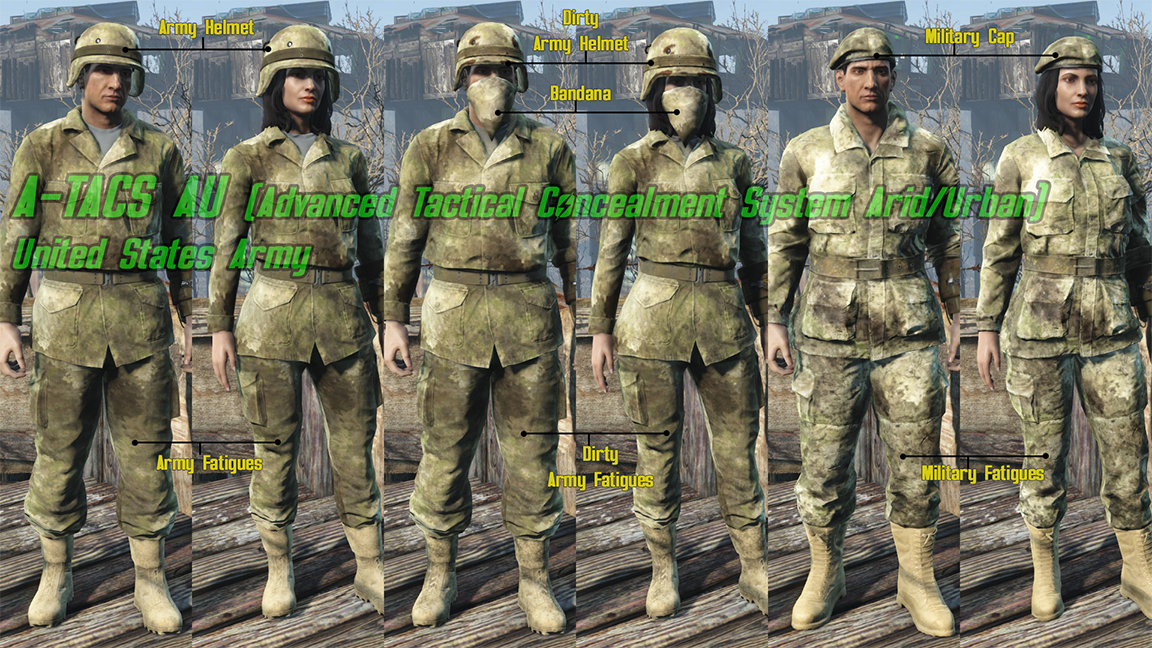 Army Helmet
Dirty
Army Helmet
Military Cap
Bandana
A-TACS AU (Advanced Tactical Concealment System Arid/Urban)
United States Army
Army Fatigues
Dirty
Army Fatigues
Military Fatigues